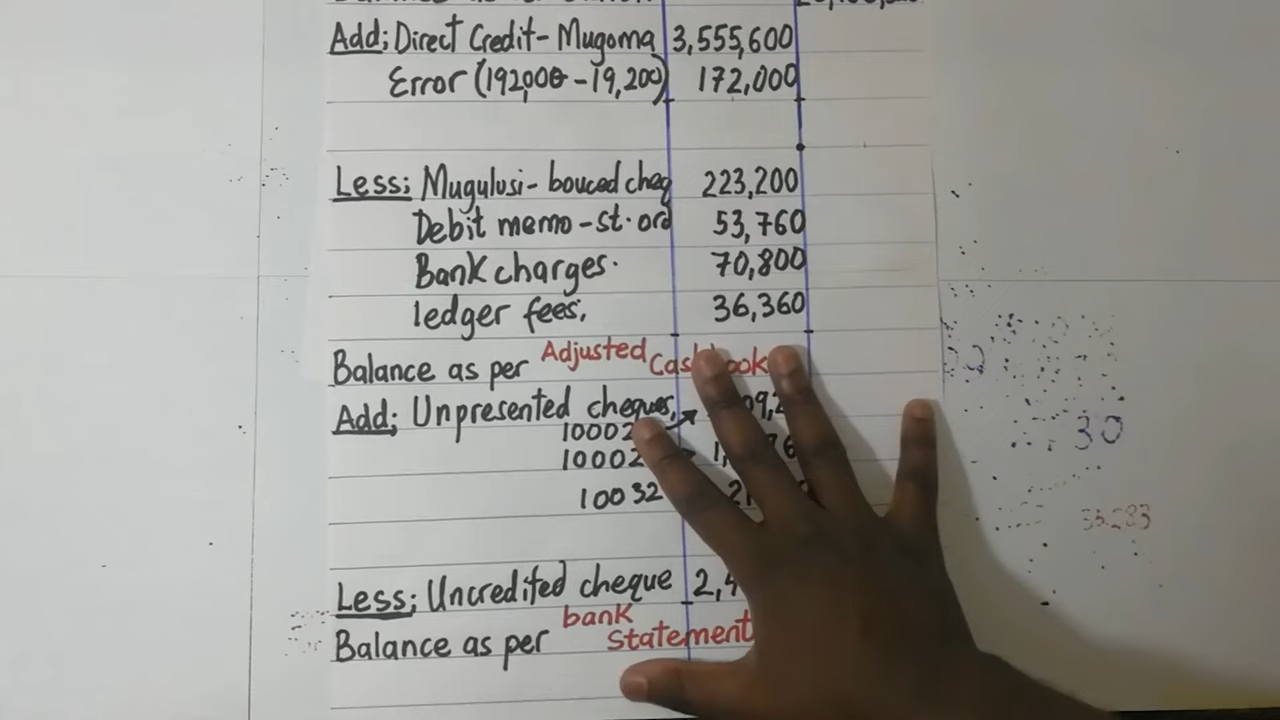 Add; Direct Credit- Mugoma 3,555,600
Error (192,000 - 19,200) 172,000
Less; Mugulusi- bouced cheq 223,200
Debit memo - st. ord 53,760
Bank charges. 70,800
ledger fees, 36,360
Balance as per Adjusted Cash book
Add; Unpresented cheques,
10032
Less; Uncredited cheque
Balance as per bank Statement
30